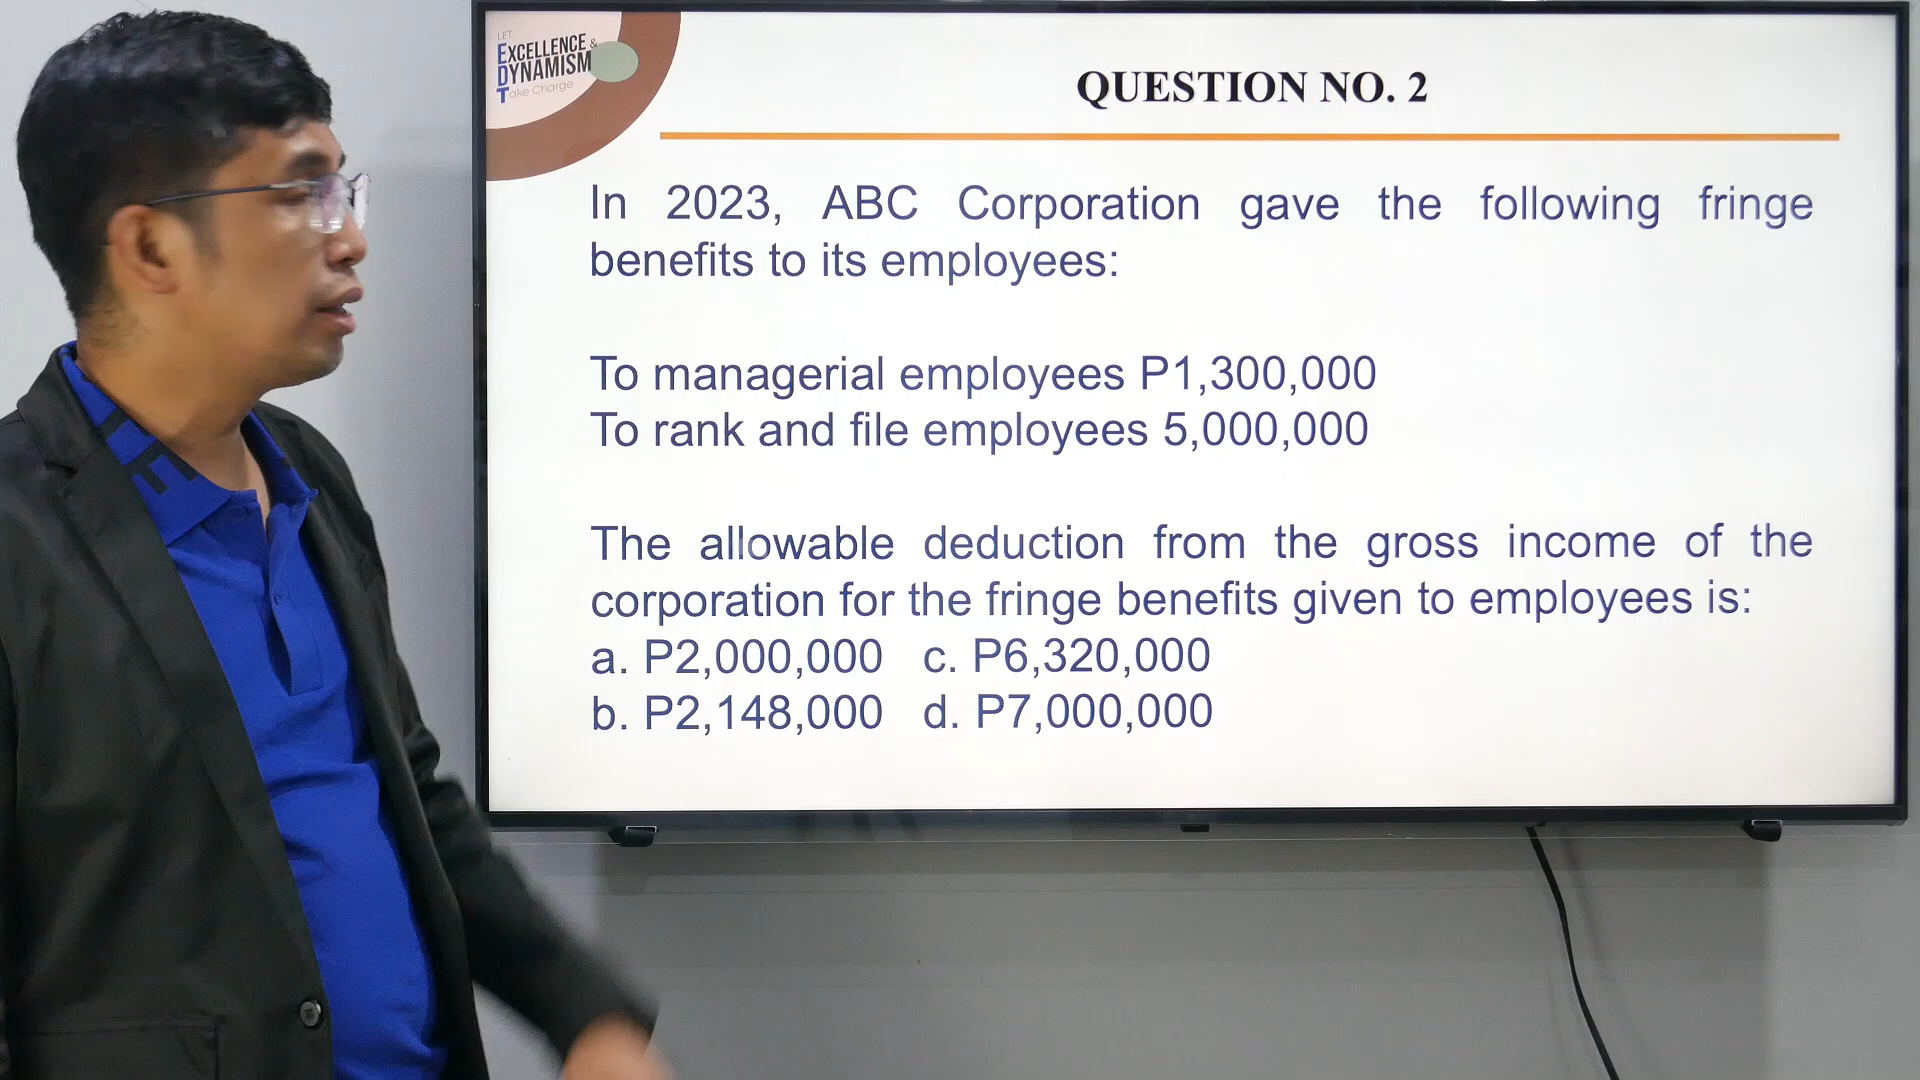 LET
EXCELLENCE &
DYNAMISM
Take Charge
QUESTION NO. 2
In 2023, ABC Corporation gave the following fringe
benefits to its employees:
To managerial employees P1,300,000
To rank and file employees 5,000,000
The allowable deduction from the gross income of the
corporation for the fringe benefits given to employees is:
a. P2,000,000 c. P6,320,000
b. P2,148,000 d. P7,000,000